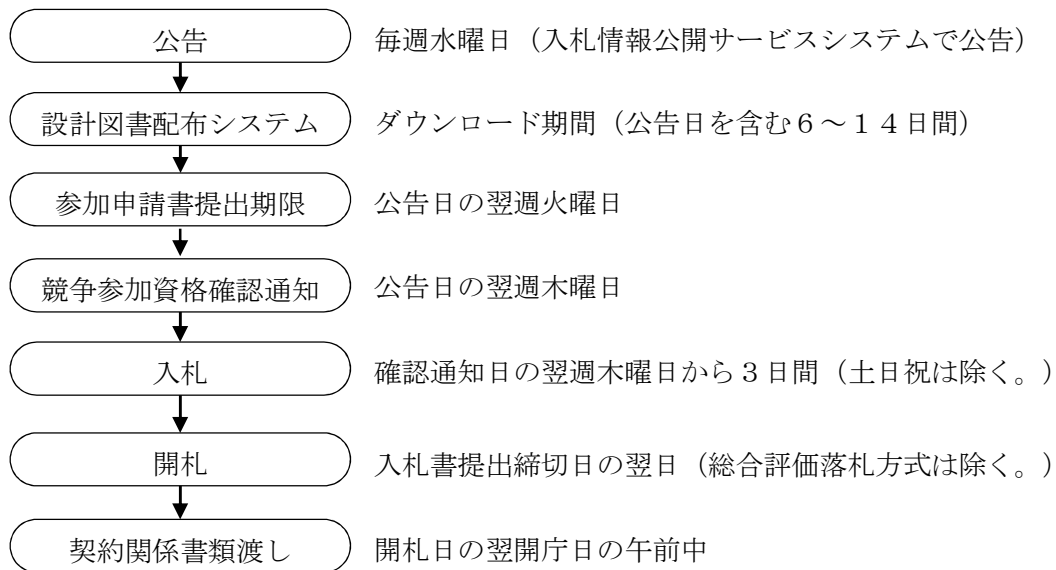 公告 毎週水曜日（入札情報公開サービスシステムで公告）
設計図書配布システム ダウンロード期間（公告日を含む６～１４日間）
参加申請書提出期限 公告日の翌週火曜日
競争参加資格確認通知 公告日の翌週木曜日
入札 確認通知日の翌週木曜日から３日間（土日祝は除く。）
開札 入札書提出締切日の翌日（総合評価落札方式は除く。）
契約関係書類渡し 開札日の翌開庁日の午前中